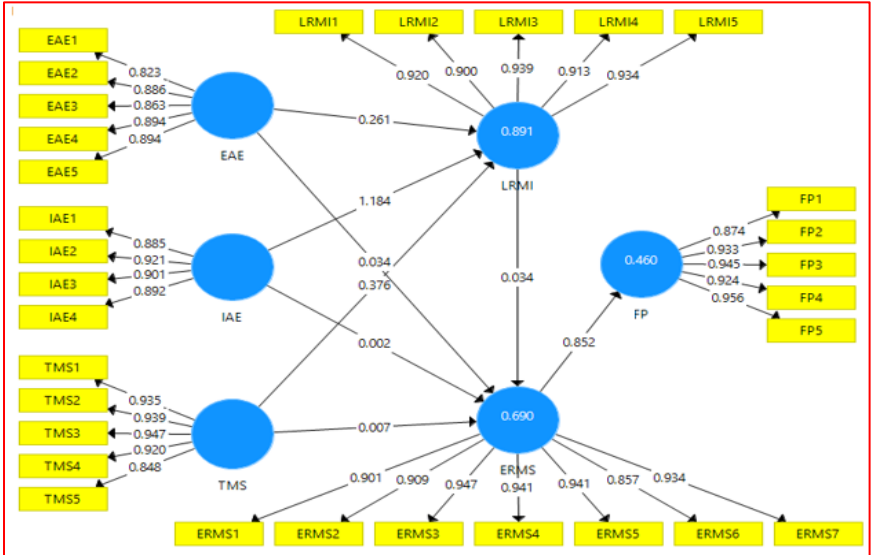 LRMI1 LRMI2 LRMI3 LRMI4 LRMI5
0.920 0.900 0.939 0.913 0.934
EAE1
EAE2
EAE3
EAE4
EAE5
0.823
0.886
0.863
0.894
0.894
EAE
0.261
0.891
LRMI
IAE1
IAE2
IAE3
IAE4
0.885
0.921
0.901
0.892
IAE
1.184
0.034
0.376
0.002
0.034
TMS1
TMS2
TMS3
TMS4
TMS5
0.935
0.939
0.947
0.920
0.848
TMS
0.007
0.690
ERMS
0.852
0.460
FP
0.874
0.933
0.945
0.924
0.956
FP1
FP2
FP3
FP4
FP5
0.901 0.909 0.947 0.941 0.941 0.857 0.934
ERMS1 ERMS2 ERMS3 ERMS4 ERMS5 ERMS6 ERMS7